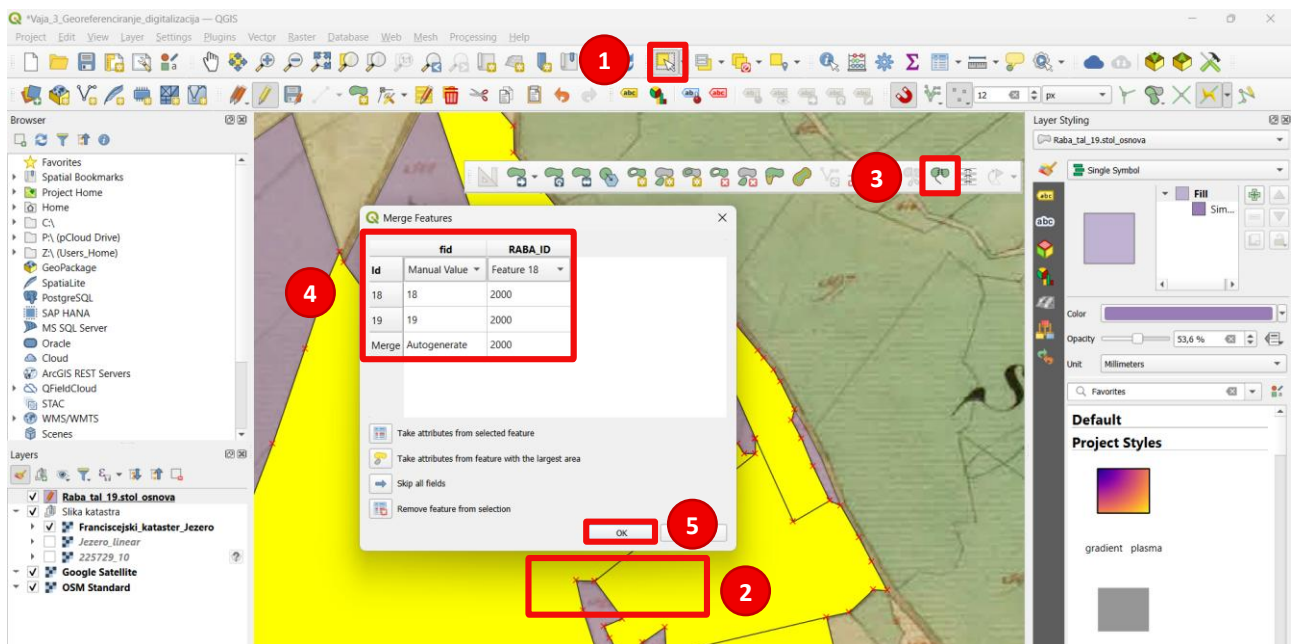 *Vaja_3_Georeferenciranje_digitalizacija — QGIS
Project Edit View Layer Settings Plugins Vector Raster Database Web Mesh Processing Help
1
12 px
Browser
Favorites
Spatial Bookmarks
Project Home
Home
C:\
P:\ (pCloud Drive)
Z:\ (Users_Home)
GeoPackage
SpatiaLite
PostgreSQL
SAP HANA
MS SQL Server
Oracle
Cloud
ArcGIS REST Servers
QFieldCloud
STAC
WMS/WMTS
Scenes
Layers
Raba_tal_19.stol_osnova
Slika katastra
Franciscejski_kataster_Jezero
Jezero_linear
225729_10
Google Satellite
OSM Standard
3
4
Merge Features
fid RABA_ID
Id Manual Value Feature 18
18 18 2000
19 19 2000
Merge Autogenerate 2000
Take attributes from selected feature
Take attributes from feature with the largest area
Skip all fields
Remove feature from selection
OK
5
2
Layer Styling
Raba_tal_19.stol_osnova
Single Symbol
Fill
Sim...
Color
Opacity 53,6 %
Unit Millimeters
Favorites
Default
Project Styles
gradient plasma